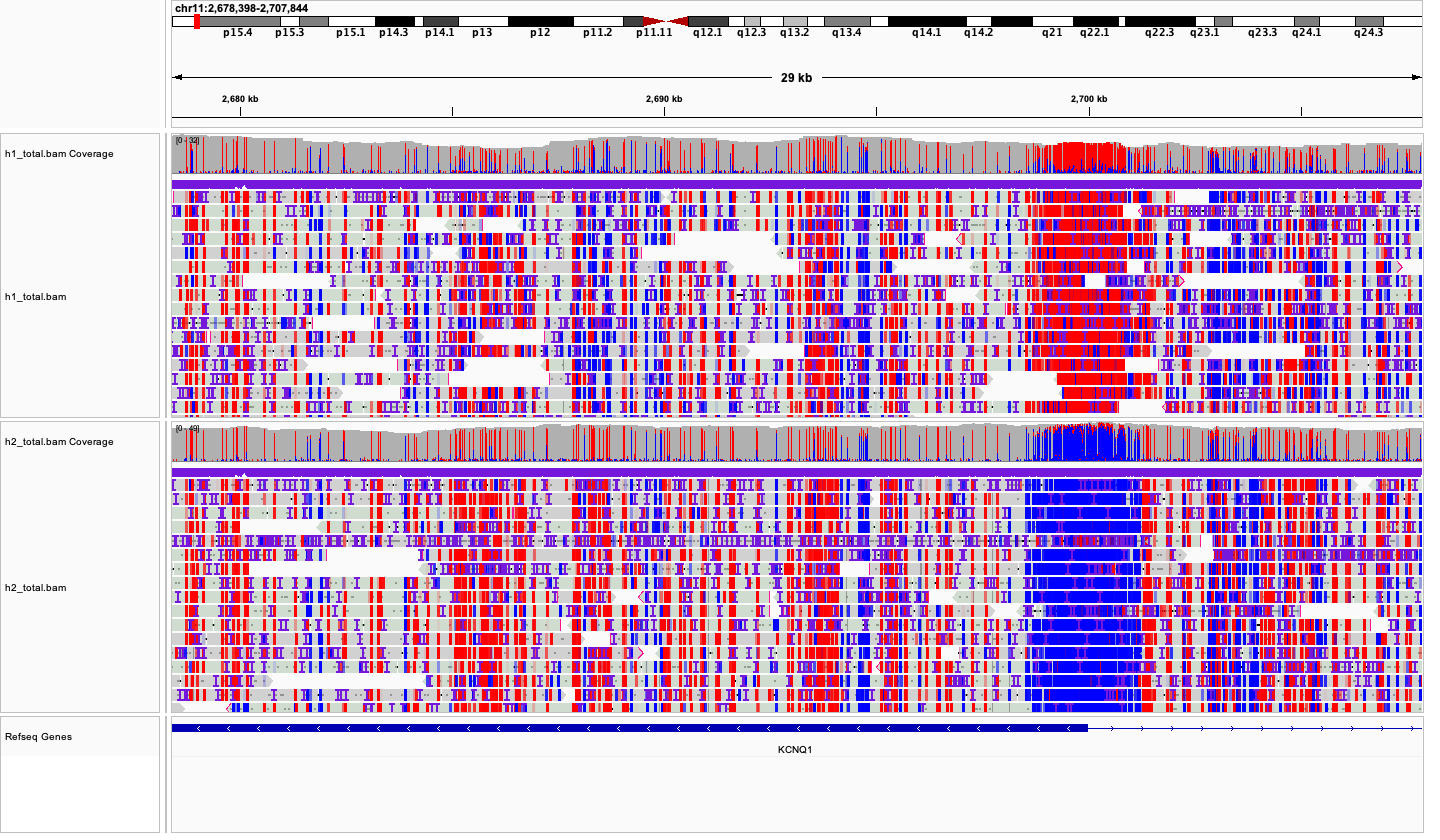 chr11:2,678,398-2,707,844
p15.4 p15.3 p15.1 p14.3 p14.1 p13 p12 p11.2 p11.11 q12.1 q12.3 q13.2 q13.4 q14.1 q14.2 q21 q22.1 q22.3 q23.1 q23.3 q24.1 q24.3
29 kb
2,680 kb 2,690 kb 2,700 kb
[0 - 32]
h1_total.bam Coverage
h1_total.bam
[0 - 49]
h2_total.bam Coverage
h2_total.bam
Refseq Genes
KCNQ1